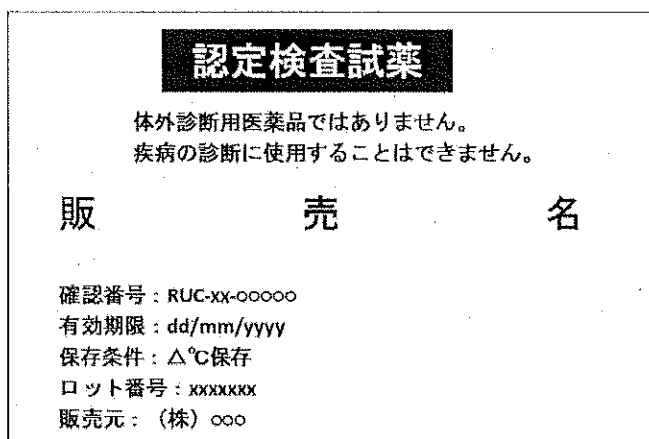 認定検査試薬
体外診断用医薬品ではありません。
疾病の診断に使用することはできません。
販　売　名
確認番号：RUC-xx-ooooo
有効期限：dd/mm/yyyy
保存条件：△℃保存
ロット番号：xxxxxxx
販売元：（株）ooo